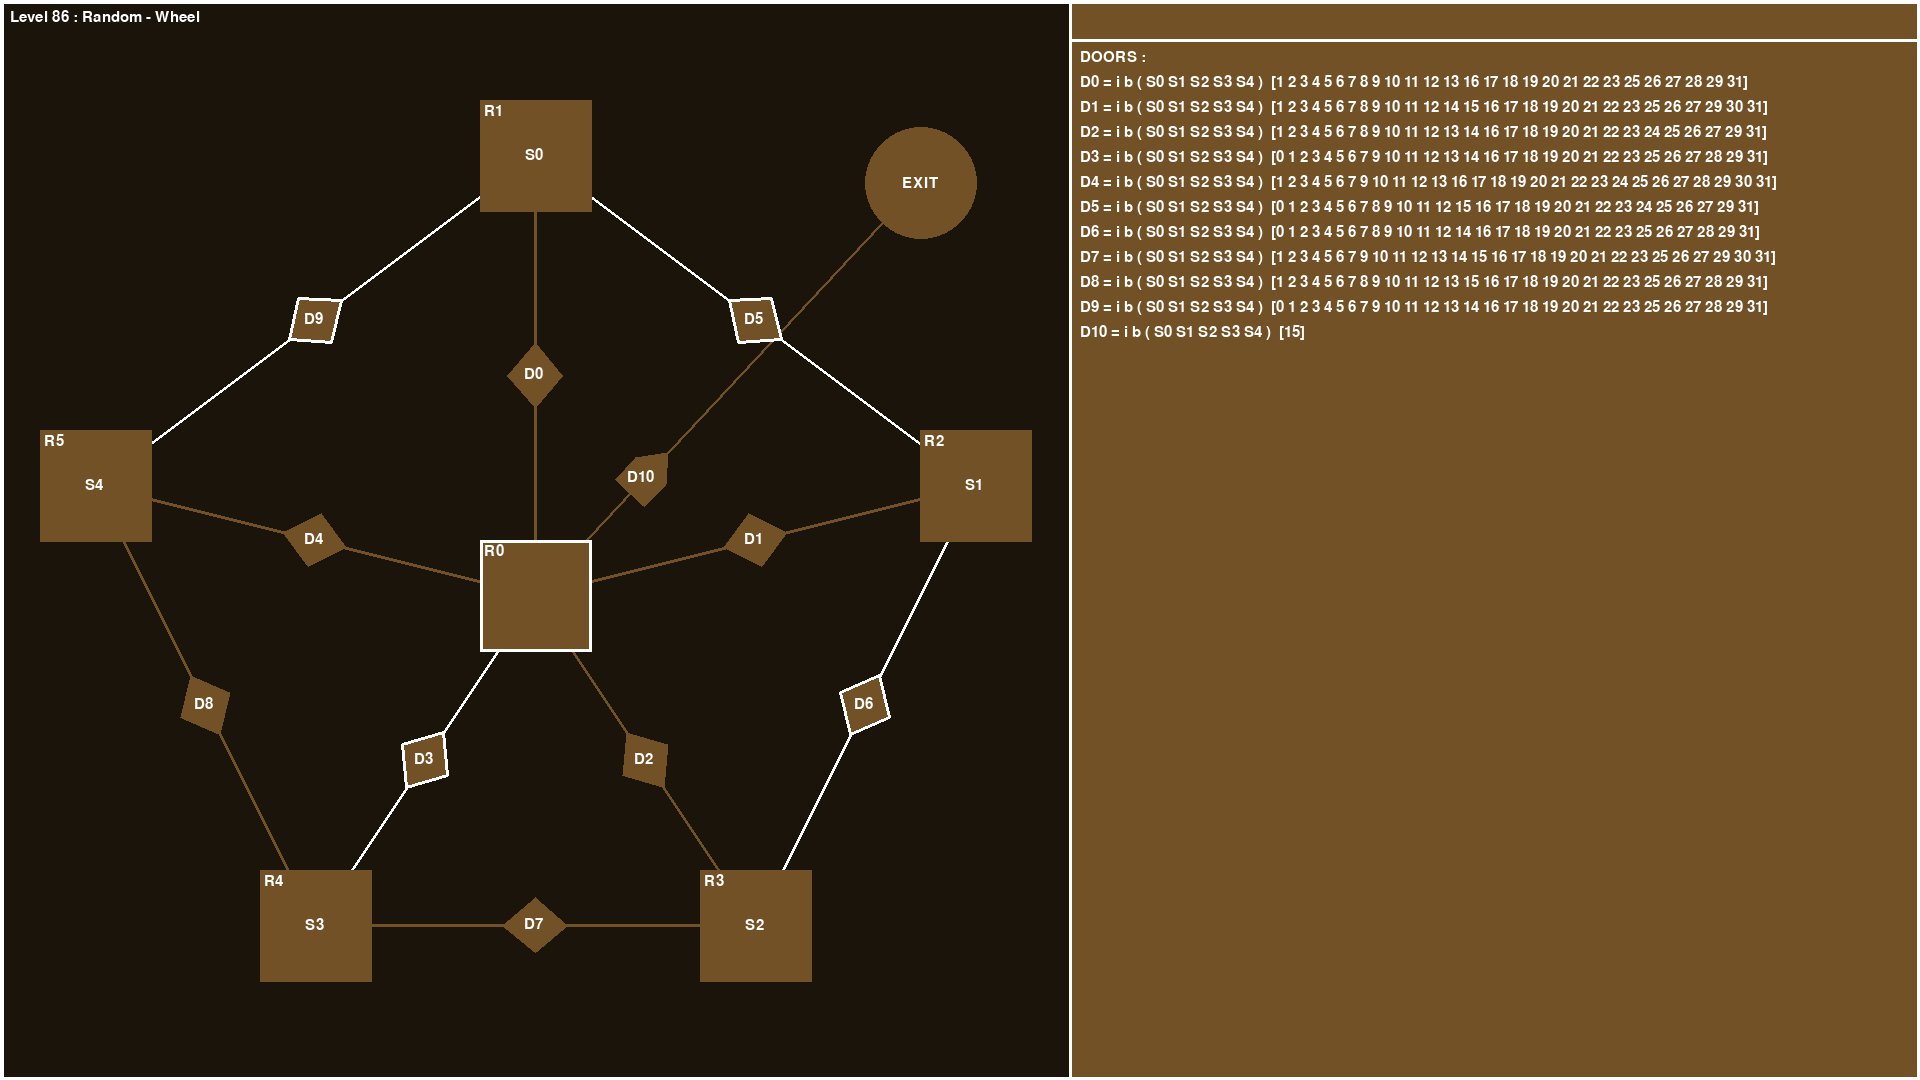 Level 86 : Random - Wheel
R1
S0
EXIT
D9
D5
D0
R5
S4
R2
S1
D10
D4
D1
R0
D8
D6
D3
D2
R4
S3
D7
R3
S2
DOORS :
D0 = i b ( S0 S1 S2 S3 S4 ) [1 2 3 4 5 6 7 8 9 10 11 12 13 16 17 18 19 20 21 22 23 25 26 27 28 29 31]
D1 = i b ( S0 S1 S2 S3 S4 ) [1 2 3 4 5 6 7 8 9 10 11 12 14 15 16 17 18 19 20 21 22 23 25 26 27 29 30 31]
D2 = i b ( S0 S1 S2 S3 S4 ) [1 2 3 4 5 6 7 8 9 10 11 12 13 14 16 17 18 19 20 21 22 23 24 25 26 27 29 31]
D3 = i b ( S0 S1 S2 S3 S4 ) [0 1 2 3 4 5 6 7 8 9 10 11 12 13 14 16 17 18 19 20 21 22 23 25 26 27 28 29 31]
D4 = i b ( S0 S1 S2 S3 S4 ) [1 2 3 4 5 6 7 9 10 11 12 13 16 17 18 19 20 21 22 23 24 25 26 27 28 29 30 31]
D5 = i b ( S0 S1 S2 S3 S4 ) [0 1 2 3 4 5 6 7 8 9 10 11 12 15 16 17 18 19 20 21 22 23 24 25 26 27 29 31]
D6 = i b ( S0 S1 S2 S3 S4 ) [0 1 2 3 4 5 6 7 8 9 10 11 12 14 16 17 18 19 20 21 22 23 25 26 27 28 29 31]
D7 = i b ( S0 S1 S2 S3 S4 ) [1 2 3 4 5 6 7 9 10 11 12 13 14 15 16 17 18 19 20 21 22 23 25 26 27 28 29 30 31]
D8 = i b ( S0 S1 S2 S3 S4 ) [1 2 3 4 5 6 7 8 9 10 11 12 13 15 16 17 18 19 20 21 22 23 25 26 27 28 29 31]
D9 = i b ( S0 S1 S2 S3 S4 ) [0 1 2 3 4 5 6 7 8 9 10 11 12 13 14 16 17 18 19 20 21 22 23 25 26 27 28 29 31]
D10 = i b ( S0 S1 S2 S3 S4 ) [15]